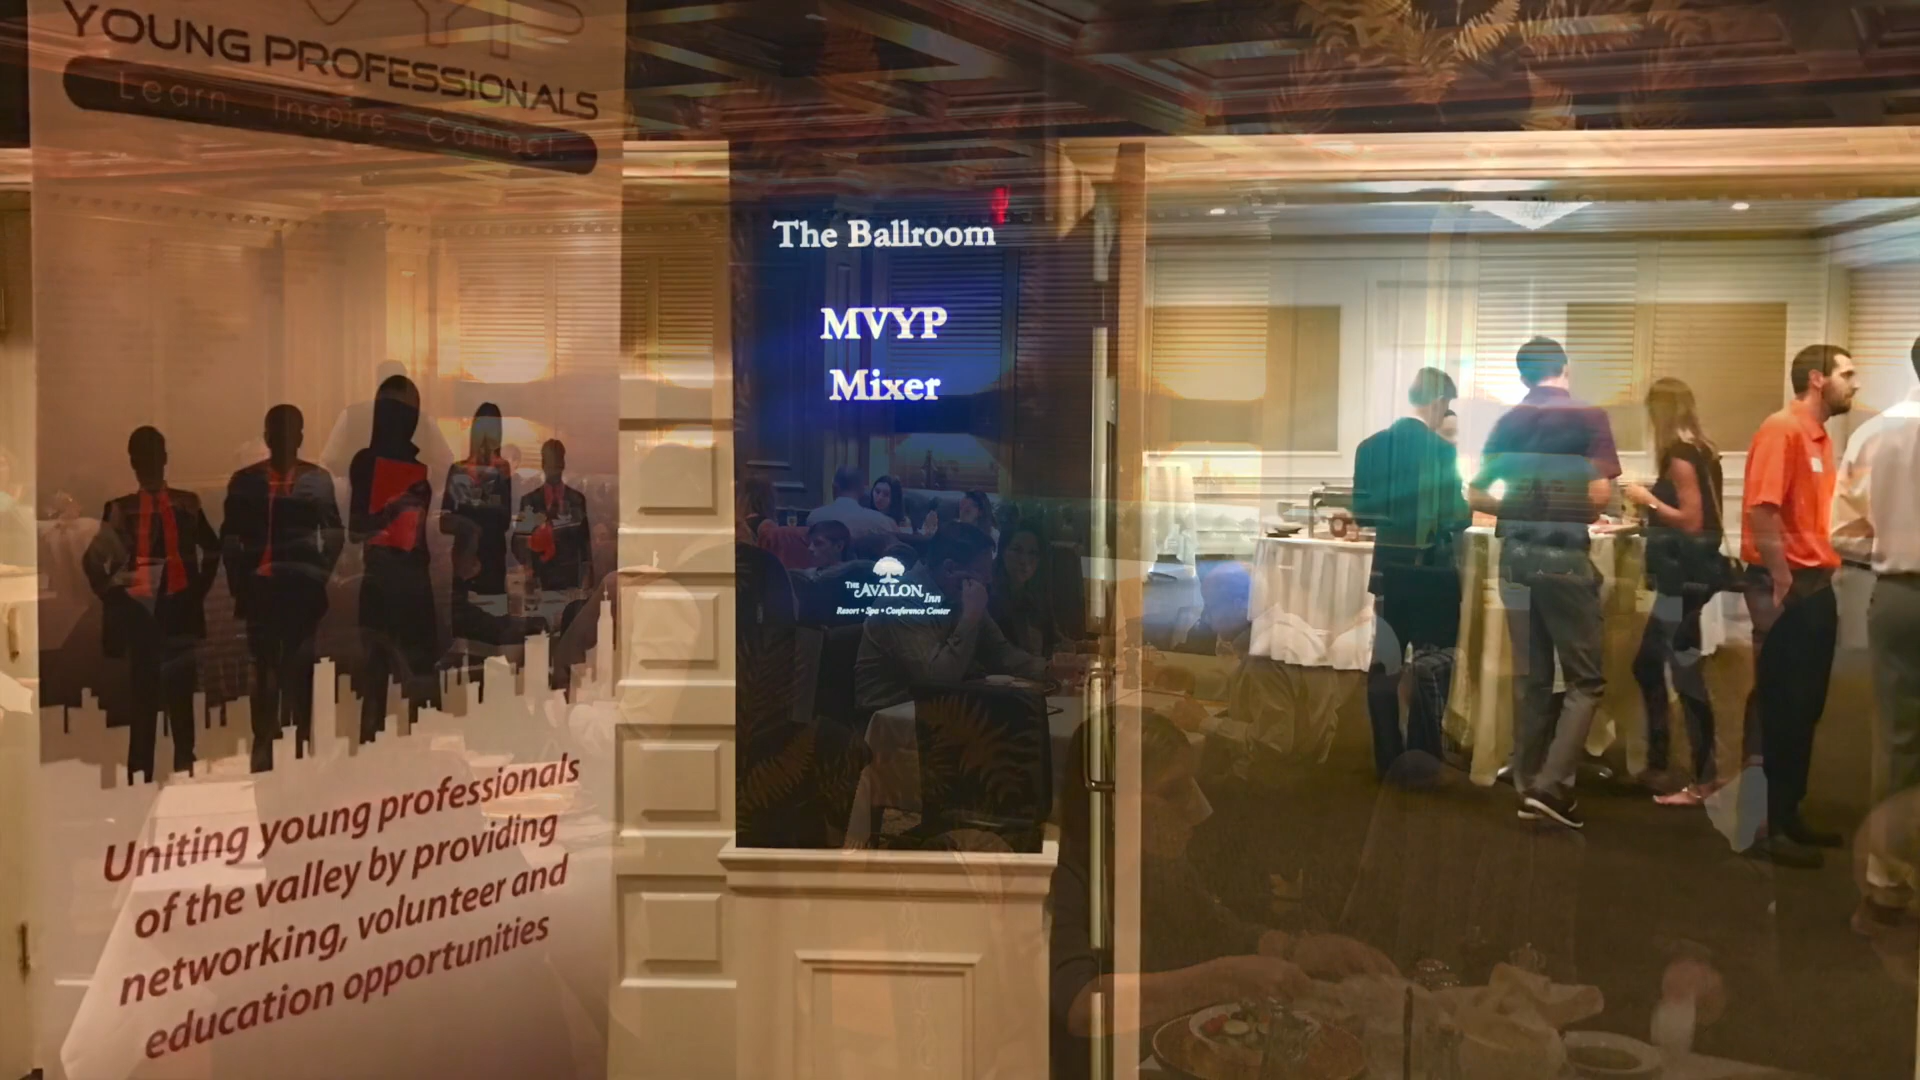 MVYP
YOUNG PROFESSIONALS
Learn. Inspire. Connect.
Uniting young professionals
of the valley by providing
networking, volunteer and
education opportunities
The Ballroom
MVYP
Mixer
THE AVALON Inn
Resort • Spa • Conference Center